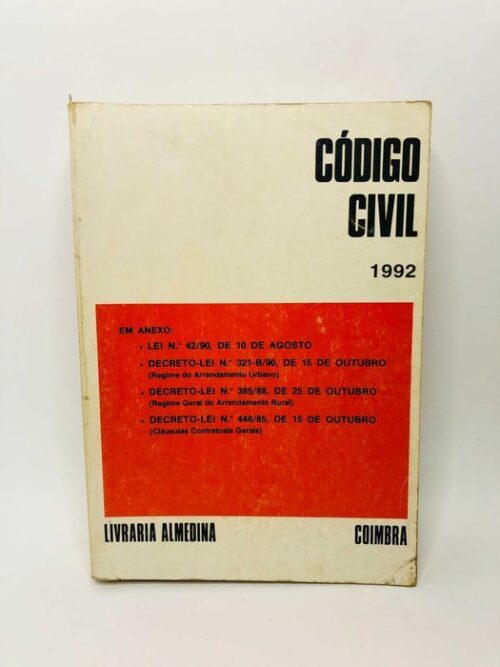 CÓDIGO
CIVIL
1992
EM ANEXO:
• LEI N.° 42/90, DE 10 DE AGOSTO
• DECRETO-LEI N.° 321-B/90, DE 15 DE OUTUBRO
(Regime do Arrendamento Urbano)
• DECRETO-LEI N.° 385/88, DE 25 DE OUTUBRO
(Regime Geral do Arrendamento Rural)
• DECRETO-LEI N.° 446/85, DE 15 DE OUTUBRO
(Cláusulas Contratuais Gerais)
LIVRARIA ALMEDINA COIMBRA